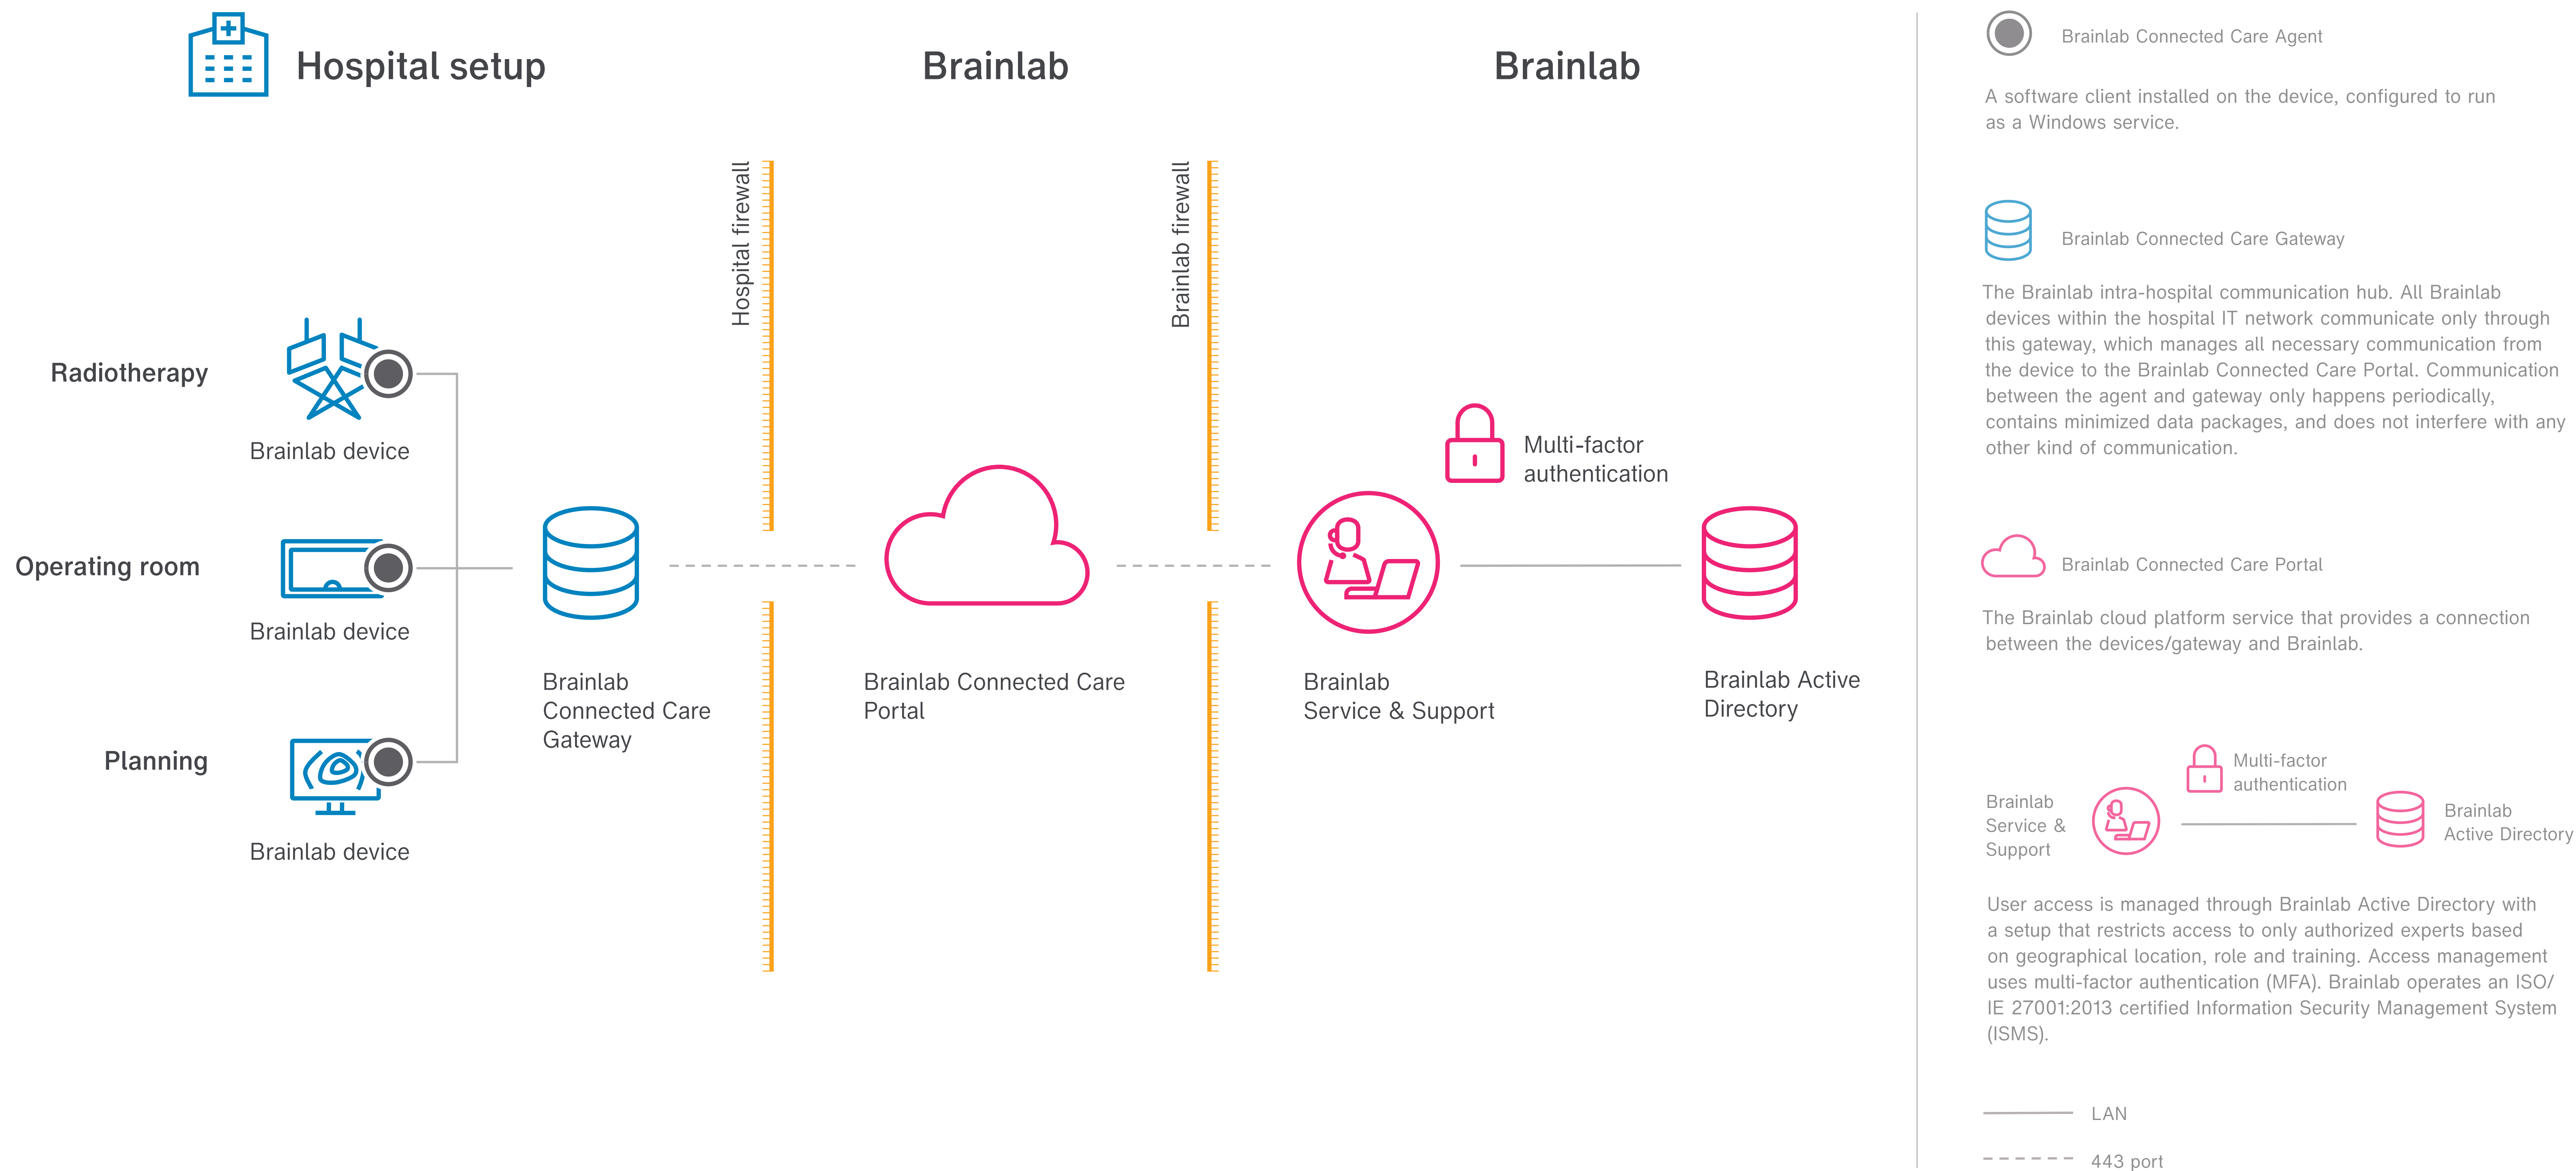 Hospital setup
Brainlab
Brainlab
Hospital firewall
Brainlab firewall
Radiotherapy
Brainlab device
Operating room
Brainlab device
Planning
Brainlab device
Brainlab
Connected Care
Gateway
Brainlab Connected Care
Portal
Multi-factor
authentication
Brainlab
Service & Support
Brainlab Active
Directory
Brainlab Connected Care Agent
A software client installed on the device, configured to run
as a Windows service.
Brainlab Connected Care Gateway
The Brainlab intra-hospital communication hub. All Brainlab
devices within the hospital IT network communicate only through
this gateway, which manages all necessary communication from
the device to the Brainlab Connected Care Portal. Communication
between the agent and gateway only happens periodically,
contains minimized data packages, and does not interfere with any
other kind of communication.
Brainlab Connected Care Portal
The Brainlab cloud platform service that provides a connection
between the devices/gateway and Brainlab.
Brainlab
Service &
Support
Multi-factor
authentication
Brainlab
Active Directory
User access is managed through Brainlab Active Directory with
a setup that restricts access to only authorized experts based
on geographical location, role and training. Access management
uses multi-factor authentication (MFA). Brainlab operates an ISO/
IE 27001:2013 certified Information Security Management System
(ISMS).
LAN
443 port